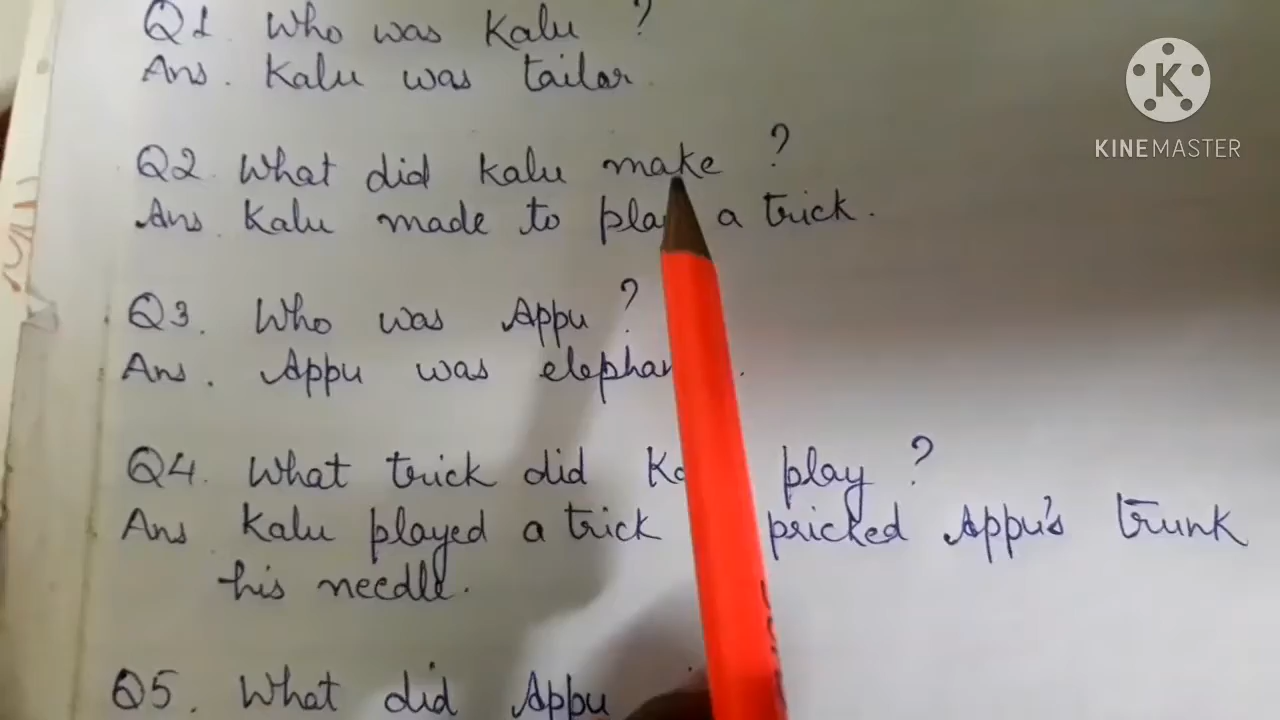 Q1. Who was Kalu ?
Ans. Kalu was tailor.
Q2. What did Kalu make ?
Ans. Kalu made to play a trick.
Q3. Who was Appu ?
Ans. Appu was
Q4. What trick did play ?
Ans. Kalu played a trick pricked Appu's trunk
his needle.
Q5. What did Appu
KINEMASTER